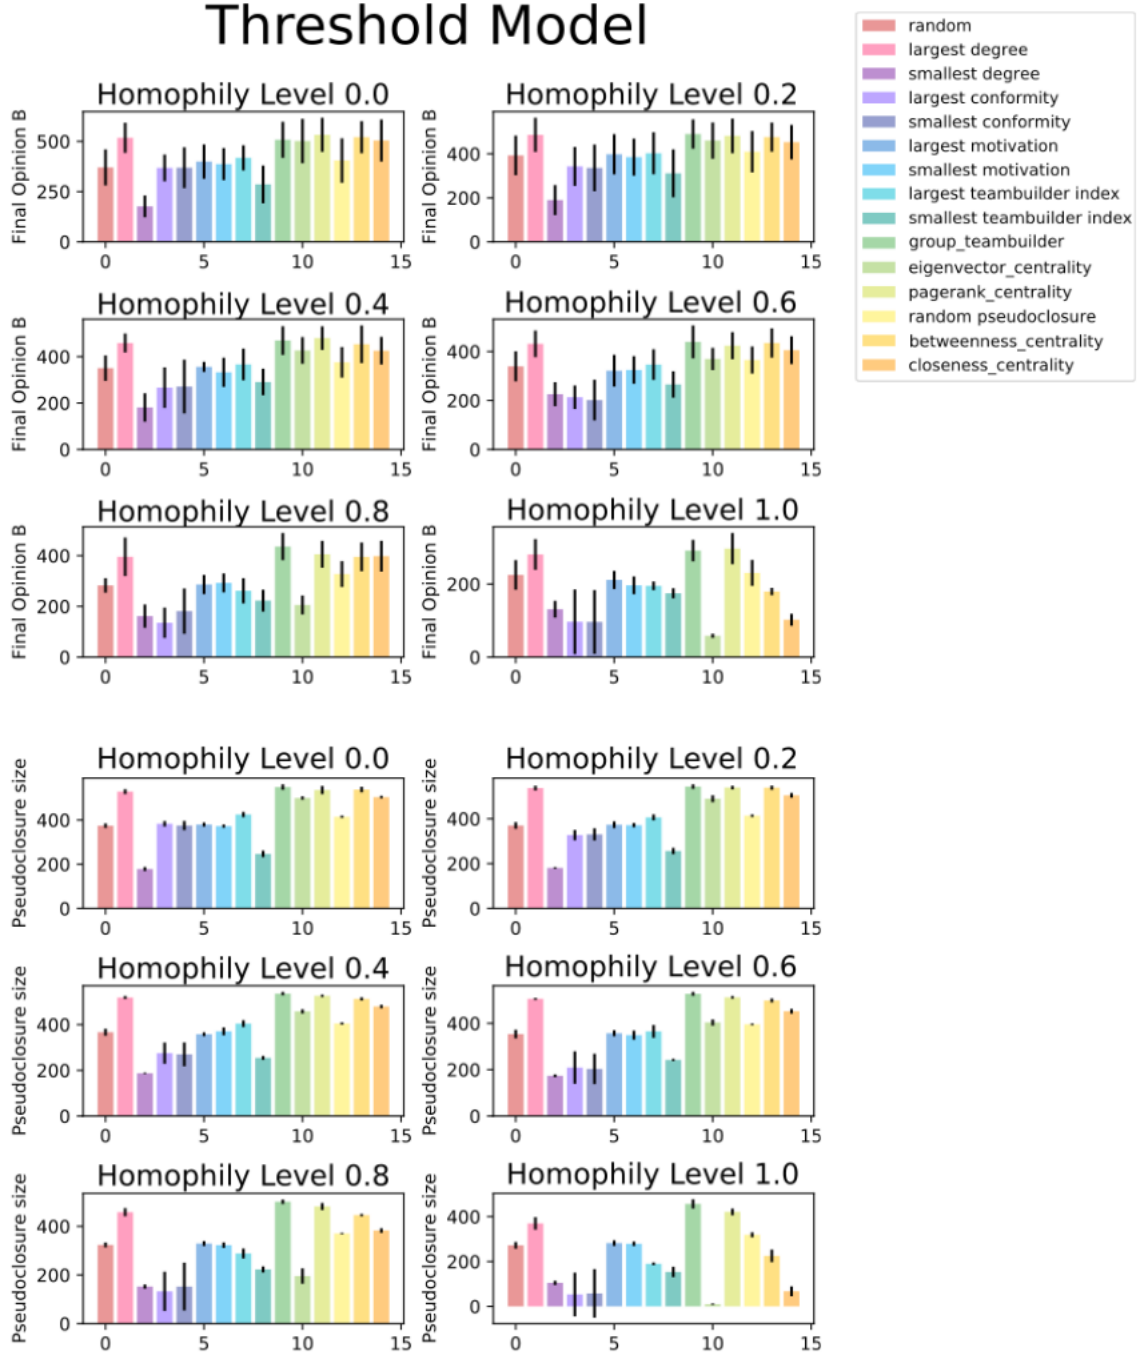 Threshold Model
random
largest degree
smallest degree
largest conformity
smallest conformity
largest motivation
smallest motivation
largest teambuilder index
smallest teambuilder index
group_teambuilder
eigenvector_centrality
pagerank_centrality
random pseudoclosure
betweenness_centrality
closeness_centrality
Homophily Level 0.0
Final Opinion B
500
250
0
0 5 10 15
Homophily Level 0.2
Final Opinion B
400
200
0
0 5 10 15
Homophily Level 0.4
Final Opinion B
400
200
0
0 5 10 15
Homophily Level 0.6
Final Opinion B
400
200
0
0 5 10 15
Homophily Level 0.8
Final Opinion B
400
200
0
0 5 10 15
Homophily Level 1.0
Final Opinion B
200
0
0 5 10 15
Homophily Level 0.0
Pseudoclosure size
400
200
0
0 5 10 15
Homophily Level 0.2
Pseudoclosure size
400
200
0
0 5 10 15
Homophily Level 0.4
Pseudoclosure size
400
200
0
0 5 10 15
Homophily Level 0.6
Pseudoclosure size
400
200
0
0 5 10 15
Homophily Level 0.8
Pseudoclosure size
400
200
0
0 5 10 15
Homophily Level 1.0
Pseudoclosure size
400
200
0
0 5 10 15